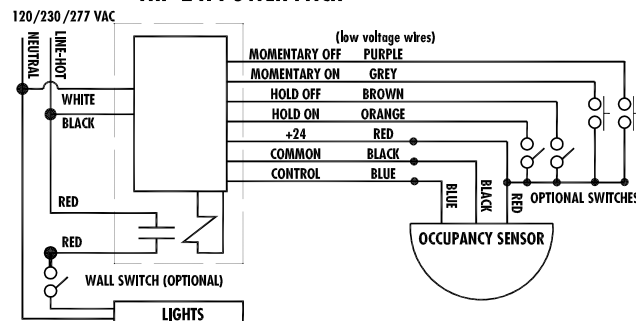 120/230/277 VAC
NEUTRAL
LINE-HOT
(low voltage wires)
MOMENTARY OFF PURPLE
MOMENTARY ON GREY
HOLD OFF BROWN
HOLD ON ORANGE
+24 RED
COMMON BLACK
CONTROL BLUE
WHITE
BLACK
RED
RED
BLUE
BLACK
RED
OPTIONAL SWITCHES
OCCUPANCY SENSOR
WALL SWITCH (OPTIONAL)
LIGHTS